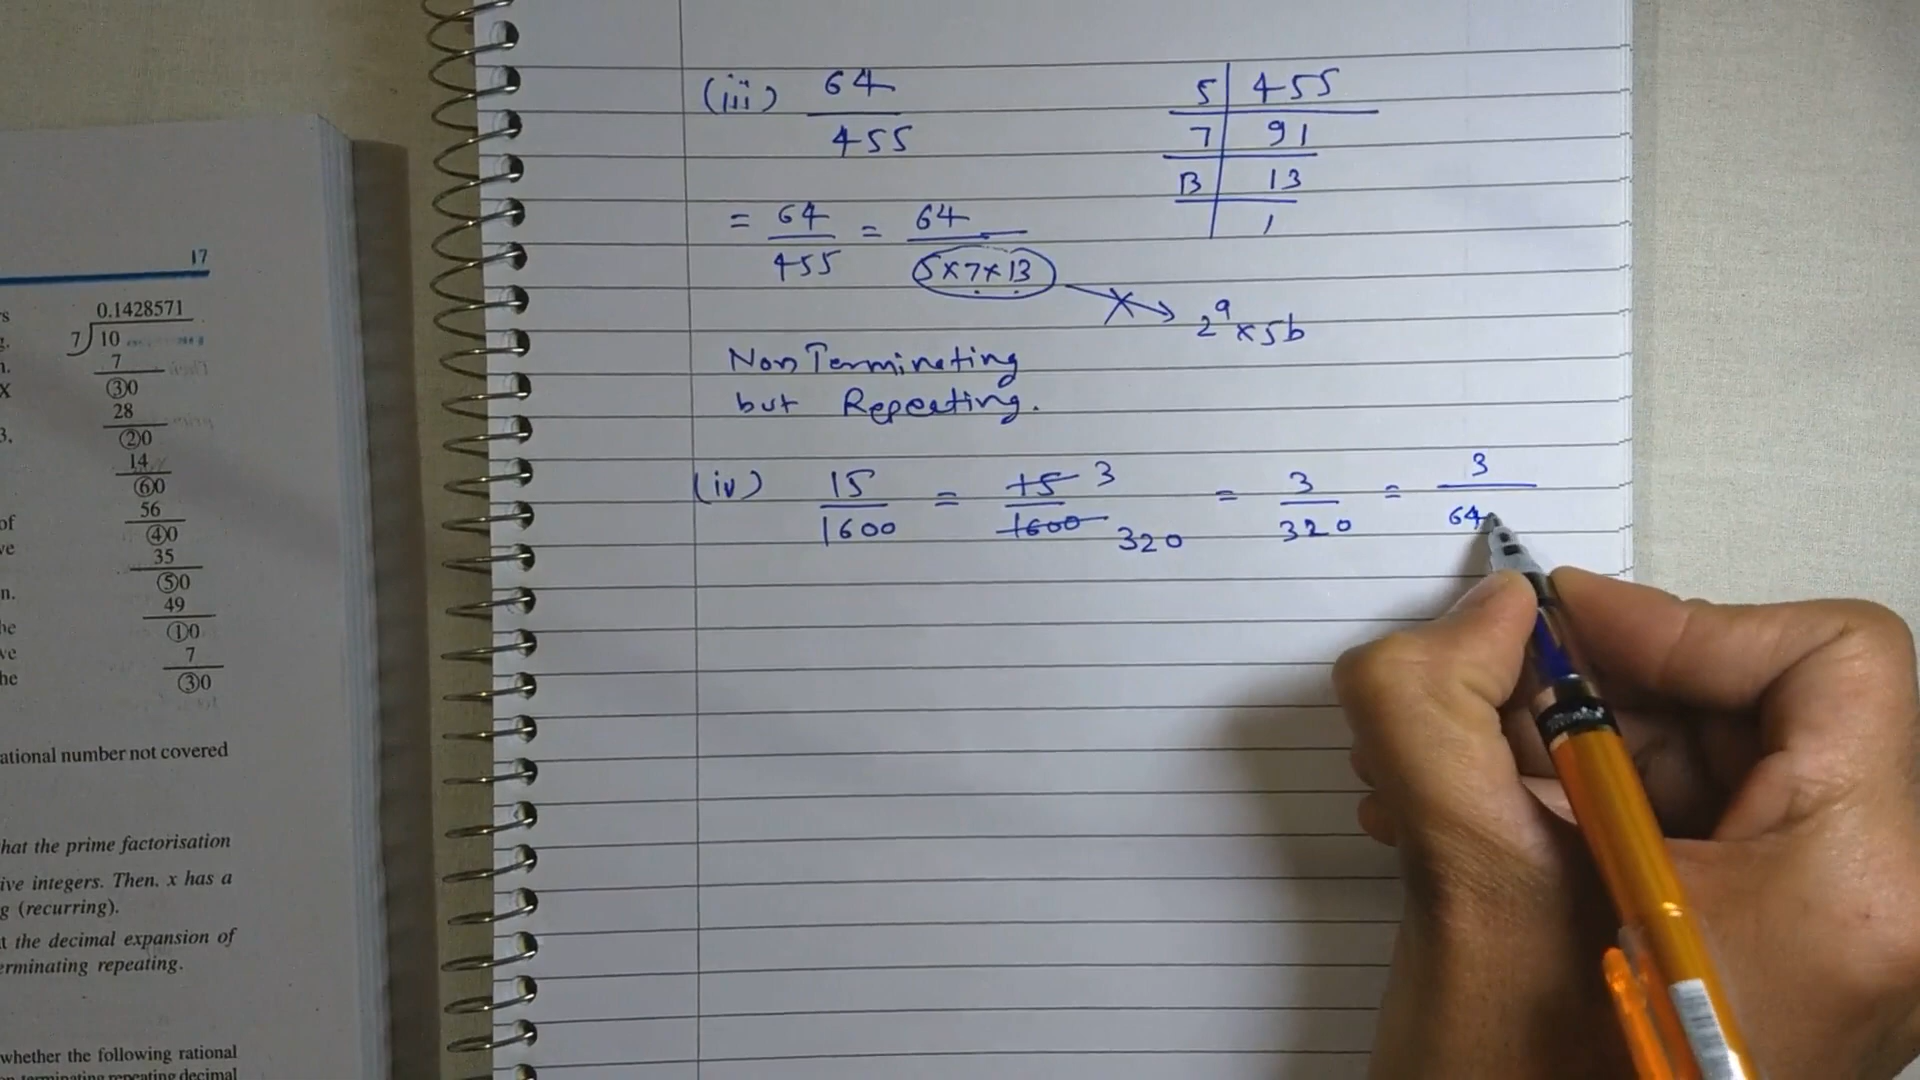 17
0.1428571
7 10
7
30
28
20
14
60
56
40
35
50
49
10
7
30
ational number not covered
hat the prime factorisation
ive integers. Then, x has a
g (recurring).
t the decimal expansion of
erminating repeating.
whether the following rational
(iii) 64
455
5 455
7 91
13 13
1
= 64 = 64
455 5×7×13
2^a × 5b
Non Terminating
but Repeating.
(iv) 15 = 15 3 = 3 = 3
1600 1600 320 320 64